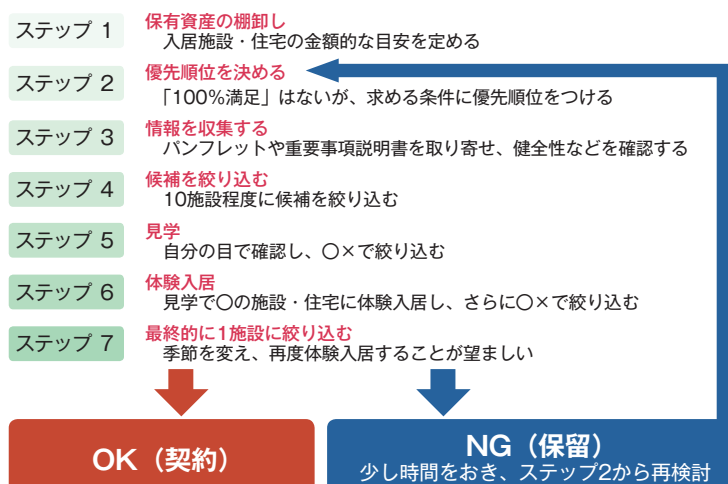 ステップ 1
保有資産の棚卸し
入居施設・住宅の金額的な目安を定める
ステップ 2
優先順位を決める
「100％満足」はないが、求める条件に優先順位をつける
ステップ 3
情報を収集する
パンフレットや重要事項説明書を取り寄せ、健全性などを確認する
ステップ 4
候補を絞り込む
10施設程度に候補を絞り込む
ステップ 5
見学
自分の目で確認し、〇×で絞り込む
ステップ 6
体験入居
見学で〇の施設・住宅に体験入居し、さらに〇×で絞り込む
ステップ 7
最終的に1施設に絞り込む
季節を変え、再度体験入居することが望ましい
OK（契約）
NG（保留）
少し時間をおき、ステップ2から再検討